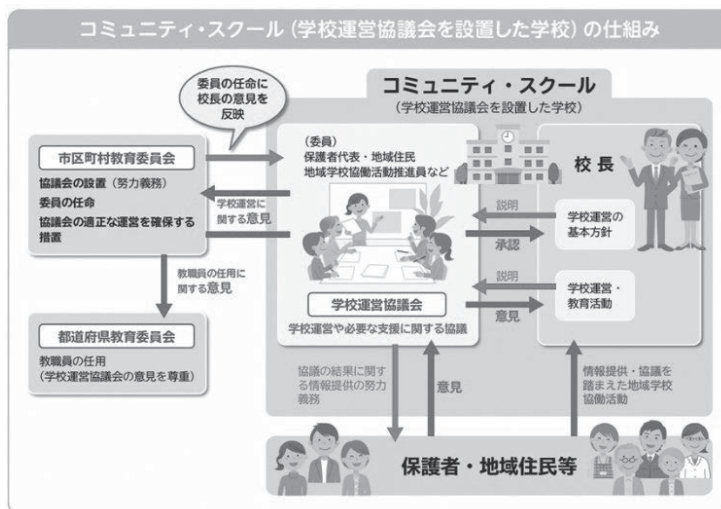 コミュニティ・スクール（学校運営協議会を設置した学校）の仕組み
委員の任命に
校長の意見を
反映
コミュニティ・スクール
（学校運営協議会を設置した学校）
市区町村教育委員会
協議会の設置（努力義務）
委員の任命
協議会の適正な運営を確保する
措置
学校運営に
関する意見
（委員）
保護者代表・地域住民
地域学校協働活動推進員など
学校運営協議会
学校運営や必要な支援に関する協議
校長
説明
承認
学校運営の
基本方針
説明
意見
学校運営・
教育活動
教職員の任用に
関する意見
都道府県教育委員会
教職員の任用
（学校運営協議会の意見を尊重）
協議の結果に関す
る情報提供の努力
義務
意見
情報提供・協議を
踏まえた地域学校
協働活動
保護者・地域住民等